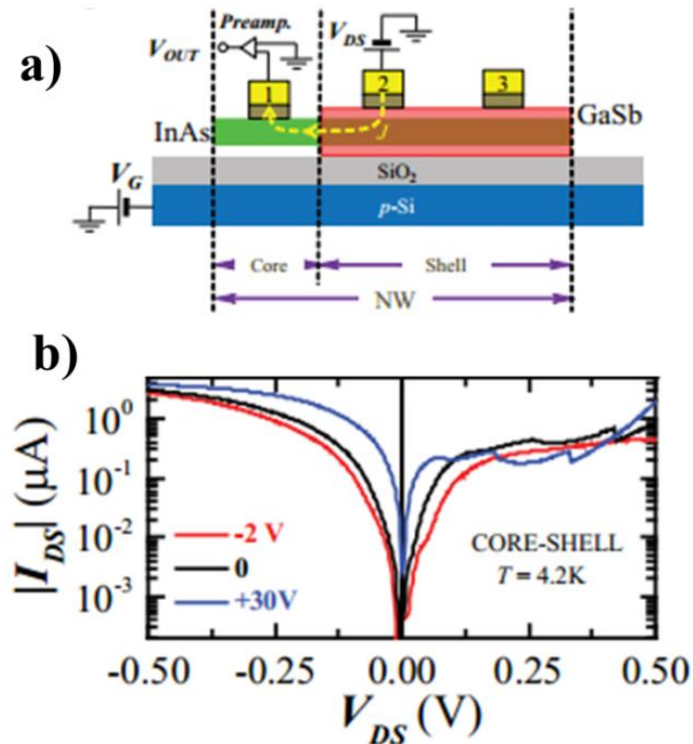 a)
Preamp.
V_OUT
V_DS
1 2 3
InAs
J
GaSb
V_G
SiO₂
p-Si
Core Shell
NW
b)
|I_DS| (μA)
10⁰
10⁻¹
10⁻²
10⁻³
-2 V
0
+30V
CORE-SHELL
T = 4.2K
-0.50 -0.25 0.00 0.25 0.50
V_DS (V)